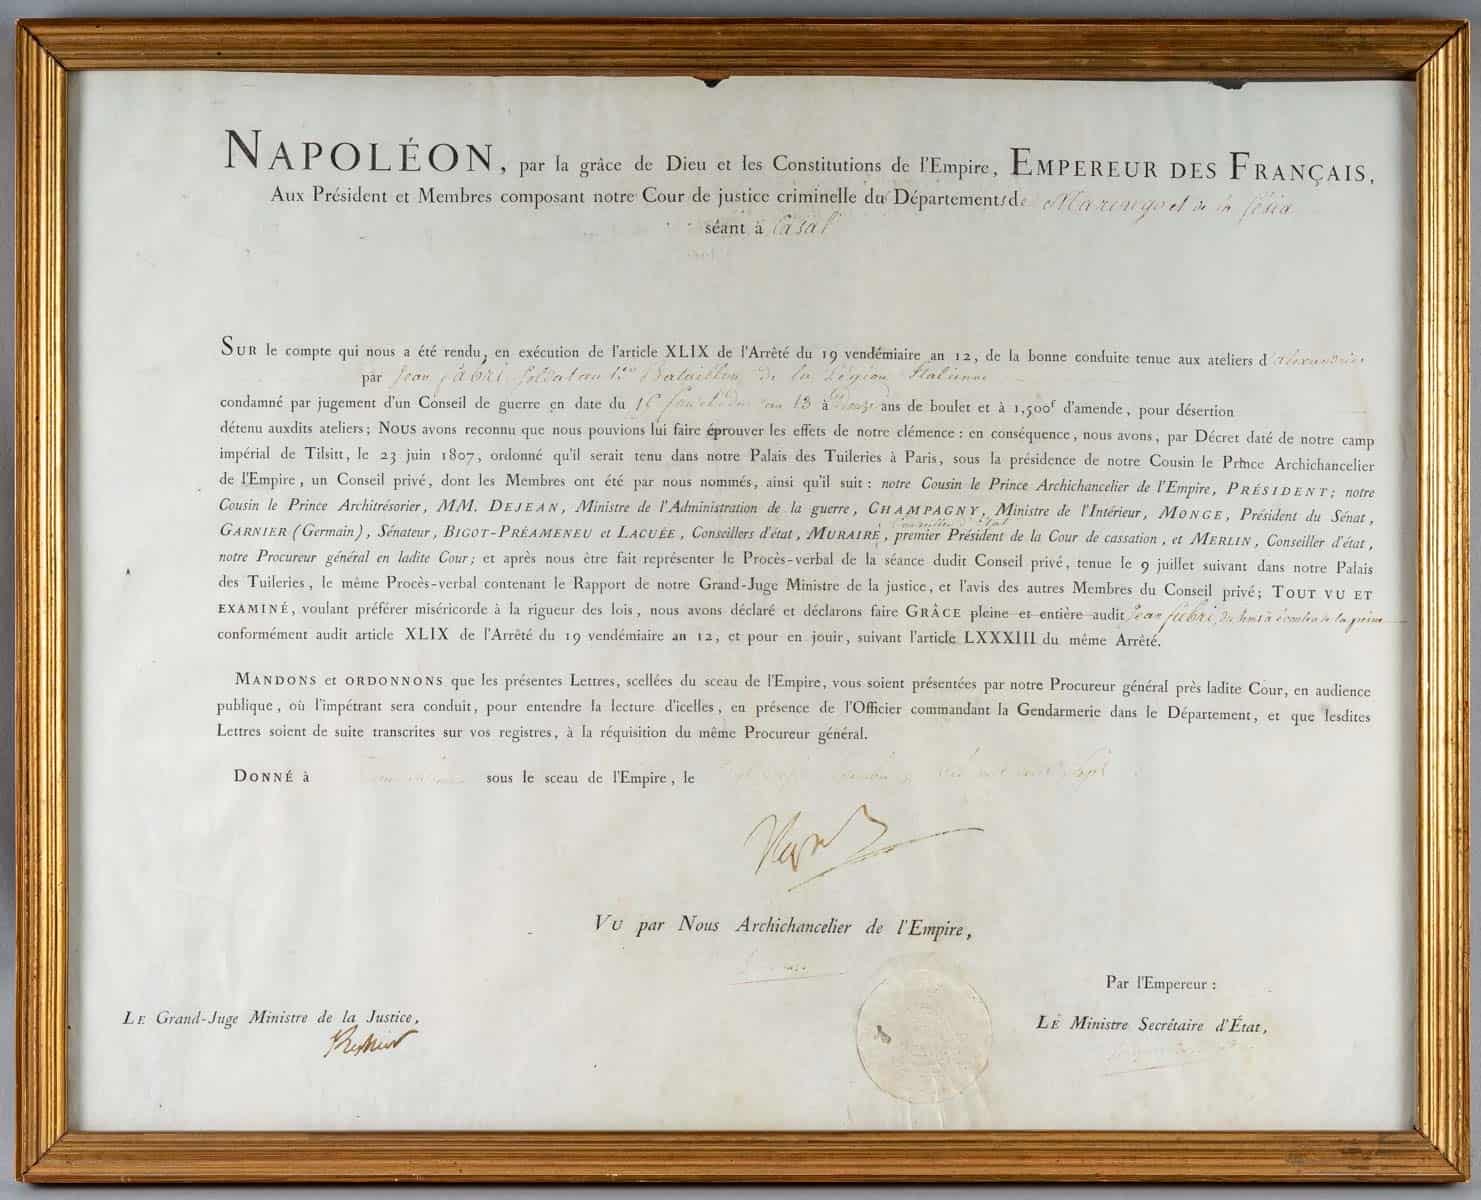 NAPOLÉON, par la grâce de Dieu et les Constitutions de l'Empire, EMPEREUR DES FRANÇAIS,
Aux Président et Membres composant notre Cour de justice criminelle du Départements de Marengo et de la Sesia
séant à Casal
SUR le compte qui nous a été rendu, en exécution de l'article XLIX de l'Arrêté du 19 vendémiaire an 12, de la bonne conduite tenue aux ateliers d'alexandrie
par Jean fabri, soldat au 1er Bataillon de la Légion Italienne
condamné par jugement d'un Conseil de guerre en date du 16 an 13 à ans de boulet et à 1,500f d'amende, pour désertion
détenu auxdits ateliers; NOUS avons reconnu que nous pouvions lui faire éprouver les effets de notre clémence: en conséquence, nous avons, par Décret daté de notre camp
impérial de Tilsitt, le 23 juin 1807, ordonné qu'il serait tenu dans notre Palais des Tuileries à Paris, sous la présidence de notre Cousin le Prince Archichancelier
de l'Empire, un Conseil privé, dont les Membres ont été par nous nommés, ainsi qu'il suit: notre Cousin le Prince Archichancelier de l'Empire, PRÉSIDENT; notre
Cousin le Prince Architrésorier, MM. DEJEAN, Ministre de l'Administration de la guerre, CHAMPAGNY, Ministre de l'Intérieur, MONGE, Président du Sénat,
GARNIER (Germain), Sénateur, BIGOT-PRÉAMENEU et LACUÉE, Conseillers d'état, MURAIRE, Conseiller d'état premier Président de la Cour de cassation, et MERLIN, Conseiller d'état,
notre Procureur général en ladite Cour; et après nous être fait représenter le Procès-verbal de la séance dudit Conseil privé, tenue le 9 juillet suivant dans notre Palais
des Tuileries, le même Procès-verbal contenant le Rapport de notre Grand-Juge Ministre de la justice, et l'avis des autres Membres du Conseil privé; TOUT VU ET
EXAMINÉ, voulant préférer miséricorde à la rigueur des lois, nous avons déclaré et déclarons faire GRÂCE pleine et entière audit Jean fabri, du tems à écouler de la peine
conformément audit article XLIX de l'Arrêté du 19 vendémiaire an 12, et pour en jouir, suivant l'article LXXXIII du même Arrêté.
MANDONS et ORDONNONS que les présentes Lettres, scellées du sceau de l'Empire, vous soient présentées par notre Procureur général près ladite Cour, en audience
publique, où l'impétrant sera conduit, pour entendre la lecture d'icelles, en présence de l'Officier commandant la Gendarmerie dans le Département, et que lesdites
Lettres soient de suite transcrites sur vos registres, à la réquisition du même Procureur général.
DONNÉ à sous le sceau de l'Empire, le mil huit cent sept
Nap
VU par Nous Archichancelier de l'Empire,
Par l'Empereur:
LE Grand-Juge Ministre de la Justice,
LE Ministre Secrétaire d'État,
Regnier